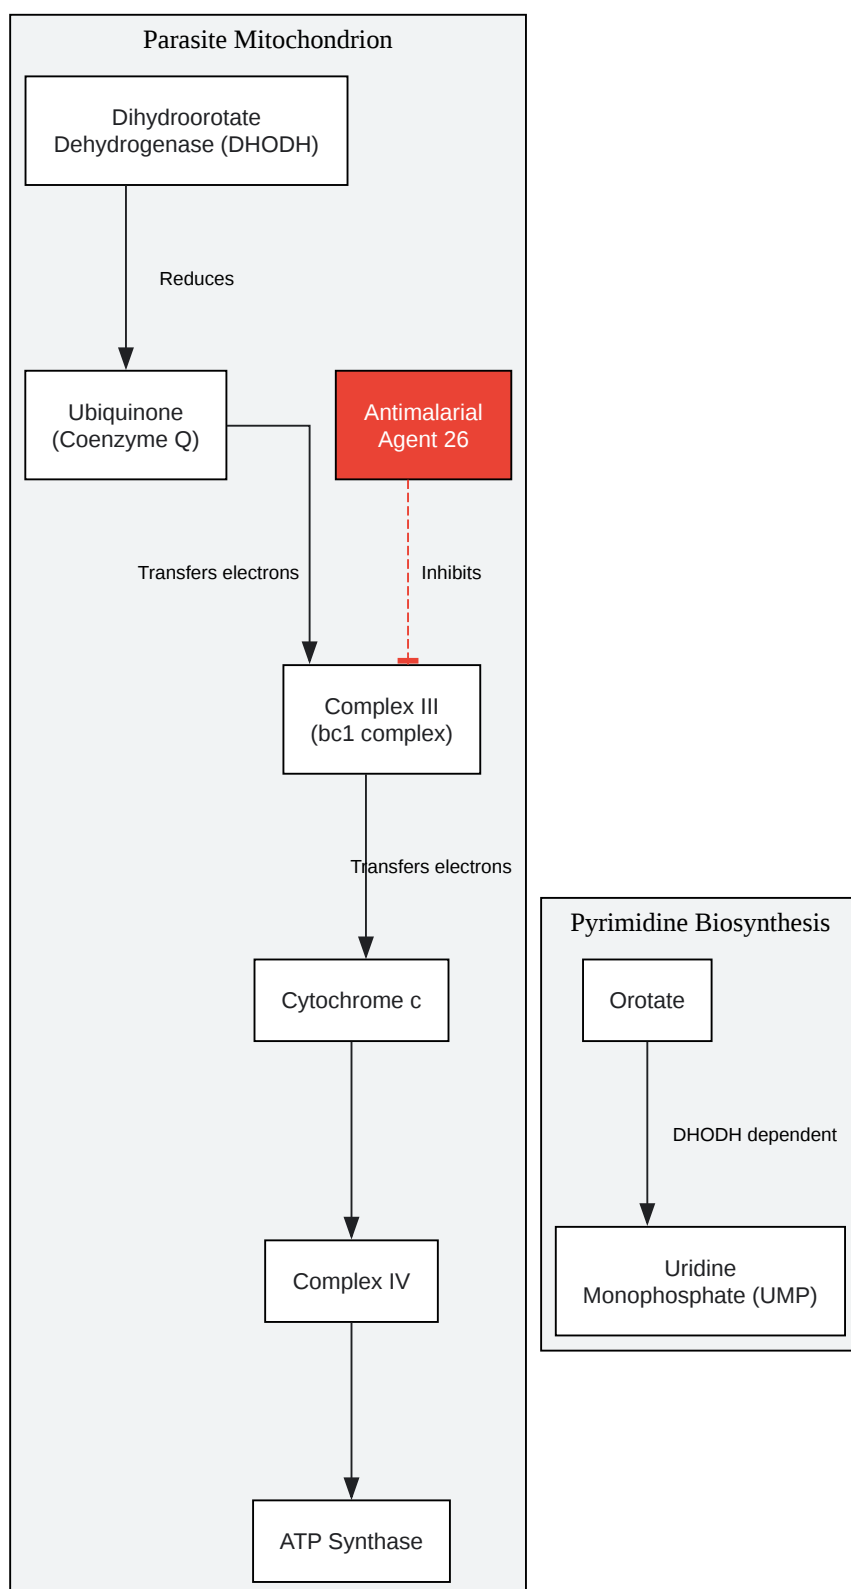 Parasite Mitochondrion
Dihydroorotate
Dehydrogenase (DHODH)
Reduces
Ubiquinone
(Coenzyme Q)
Antimalarial
Agent 26
Transfers electrons
Inhibits
Complex III
(bc1 complex)
Transfers electrons
Cytochrome c
Complex IV
ATP Synthase
Pyrimidine Biosynthesis
Orotate
DHODH dependent
Uridine
Monophosphate (UMP)